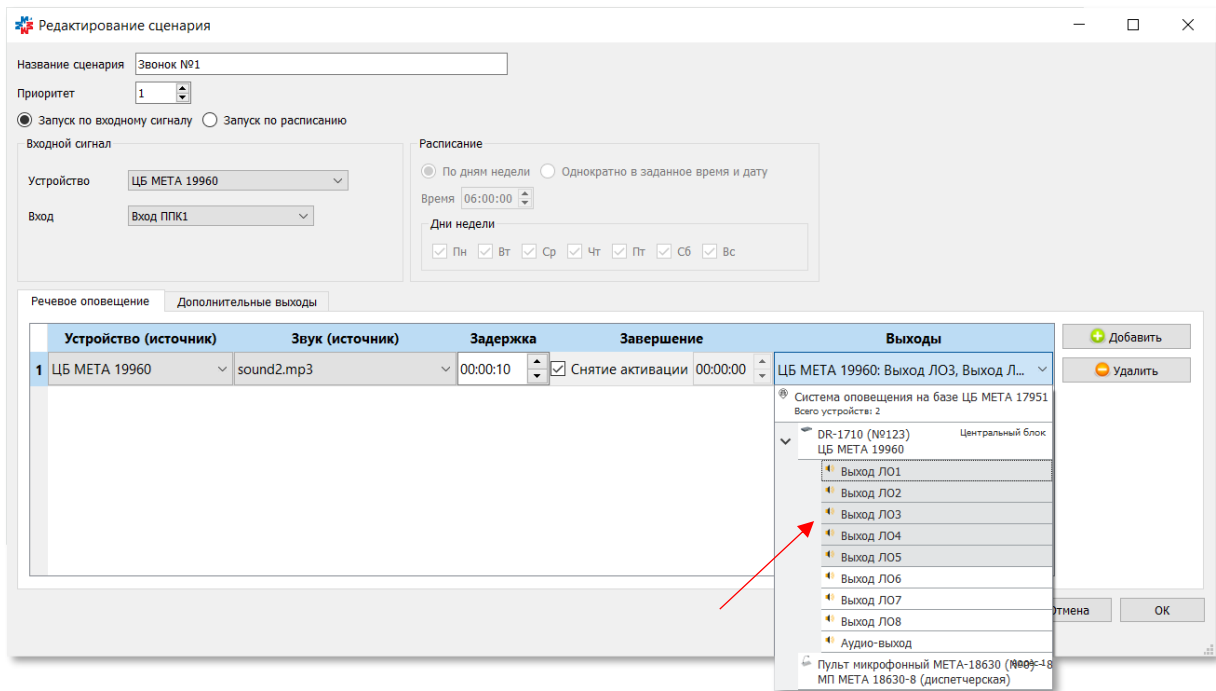 Редактирование сценария
Название сценария Звонок №1
Приоритет 1
Запуск по входному сигналу Запуск по расписанию
Входной сигнал
Устройство ЦБ МЕТА 19960
Вход Вход ППК1
Расписание
По дням недели Однократно в заданное время и дату
Время 06:00:00
Дни недели
Пн Вт Ср Чт Пт Сб Вс
Речевое оповещение Дополнительные выходы
Устройство (источник) Звук (источник) Задержка Завершение Выходы
1 ЦБ МЕТА 19960 sound2.mp3 00:00:10 Снятие активации 00:00:00 ЦБ МЕТА 19960: Выход ЛО3, Выход Л...
Добавить
Удалить
Система оповещения на базе ЦБ МЕТА 17951
Всего устройств: 2
DR-1710 (№123) Центральный блок
ЦБ МЕТА 19960
Выход ЛО1
Выход ЛО2
Выход ЛО3
Выход ЛО4
Выход ЛО5
Выход ЛО6
Выход ЛО7
Выход ЛО8
Аудио-выход
Пульт микрофонный МЕТА-18630
МП МЕТА 18630-8 (диспетчерская)
тмена OK